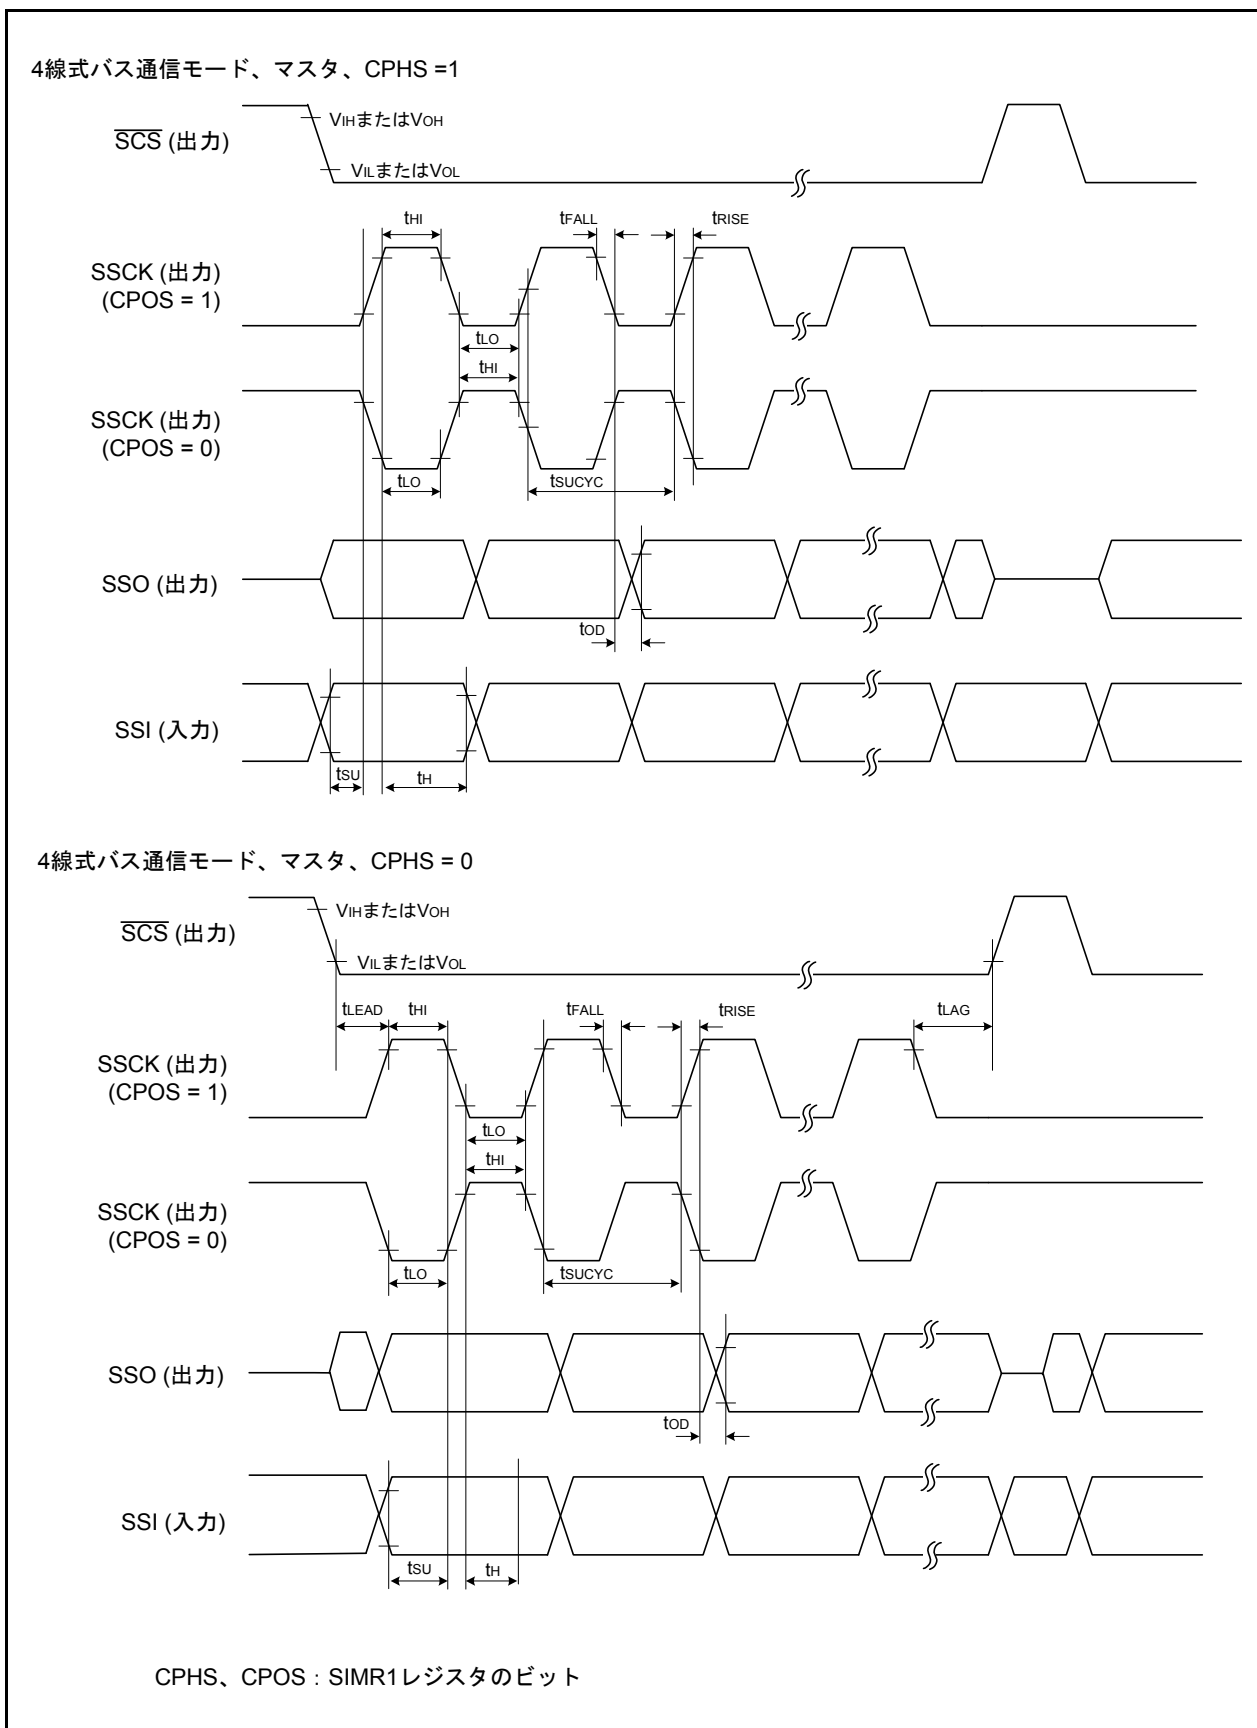 4線式バス通信モード、マスタ、CPHS =1
SCS (出力)
VIHまたはVOH
VILまたはVOL
tHI
tFALL
tRISE
SSCK (出力)
(CPOS = 1)
tLO
tHI
SSCK (出力)
(CPOS = 0)
tLO
tSUCYC
SSO (出力)
tOD
SSI (入力)
tSU
tH
4線式バス通信モード、マスタ、CPHS = 0
SCS (出力)
VIHまたはVOH
VILまたはVOL
tLEAD
tHI
tFALL
tRISE
tLAG
SSCK (出力)
(CPOS = 1)
tLO
tHI
SSCK (出力)
(CPOS = 0)
tLO
tSUCYC
SSO (出力)
tOD
SSI (入力)
tSU
tH
CPHS、CPOS : SIMR1レジスタのビット